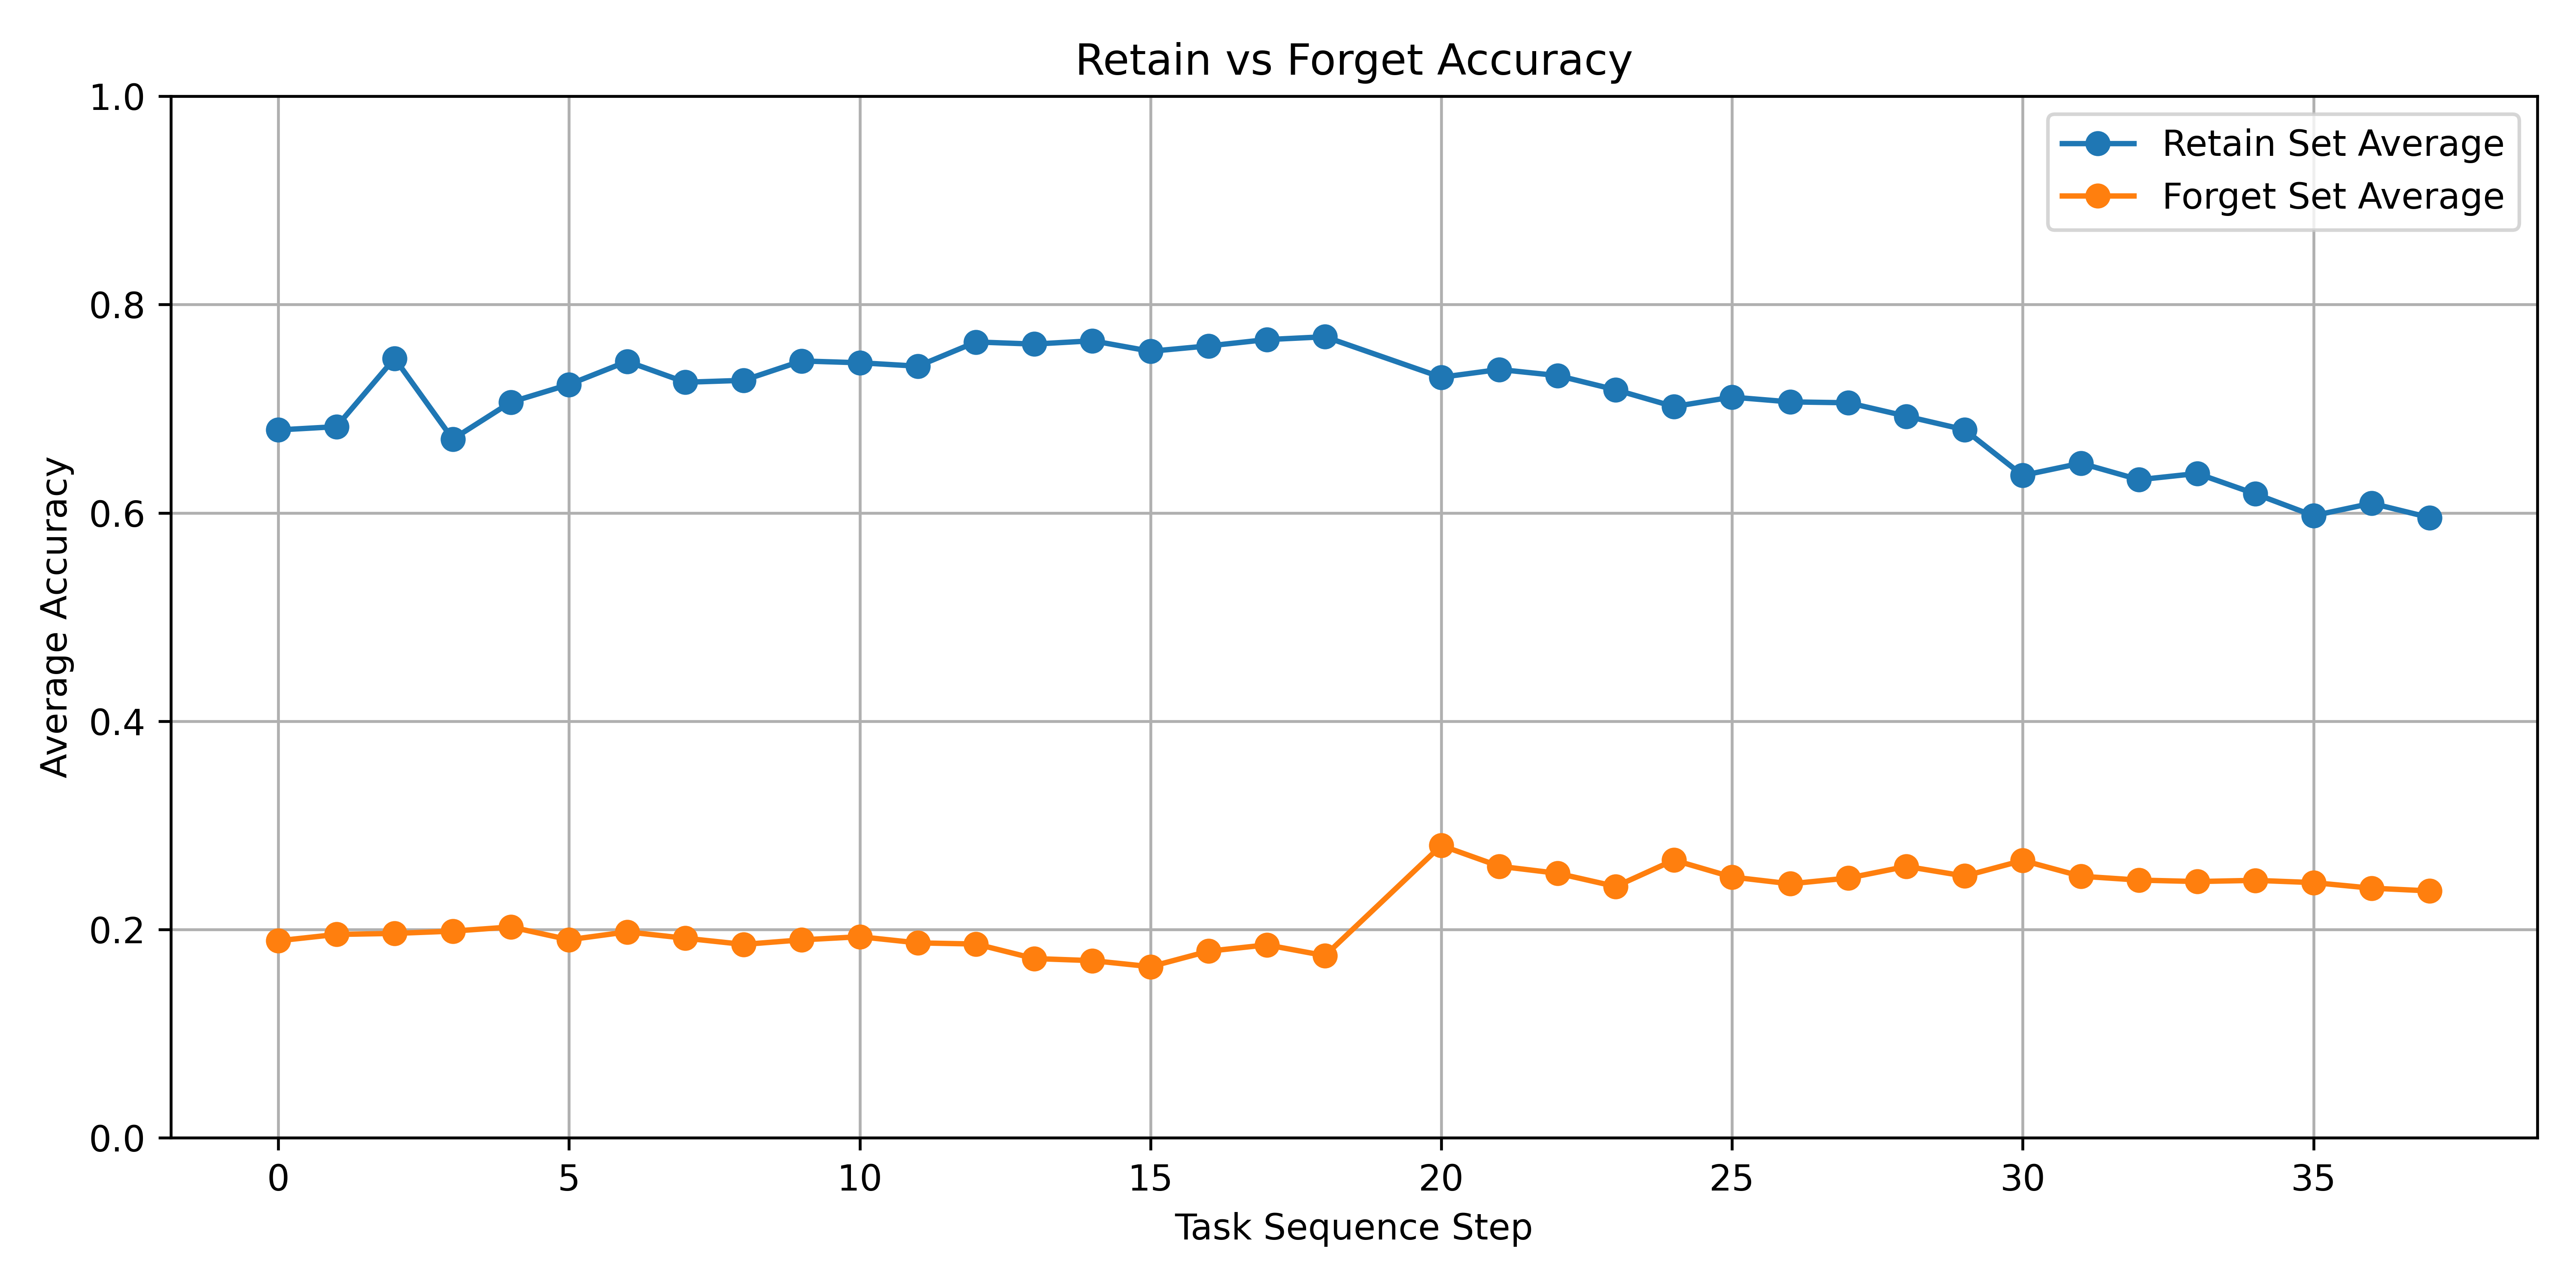 Retain vs Forget Accuracy
1.0
0.8
0.6
0.4
0.2
0.0
Average Accuracy
Retain Set Average
Forget Set Average
0 5 10 15 20 25 30 35
Task Sequence Step